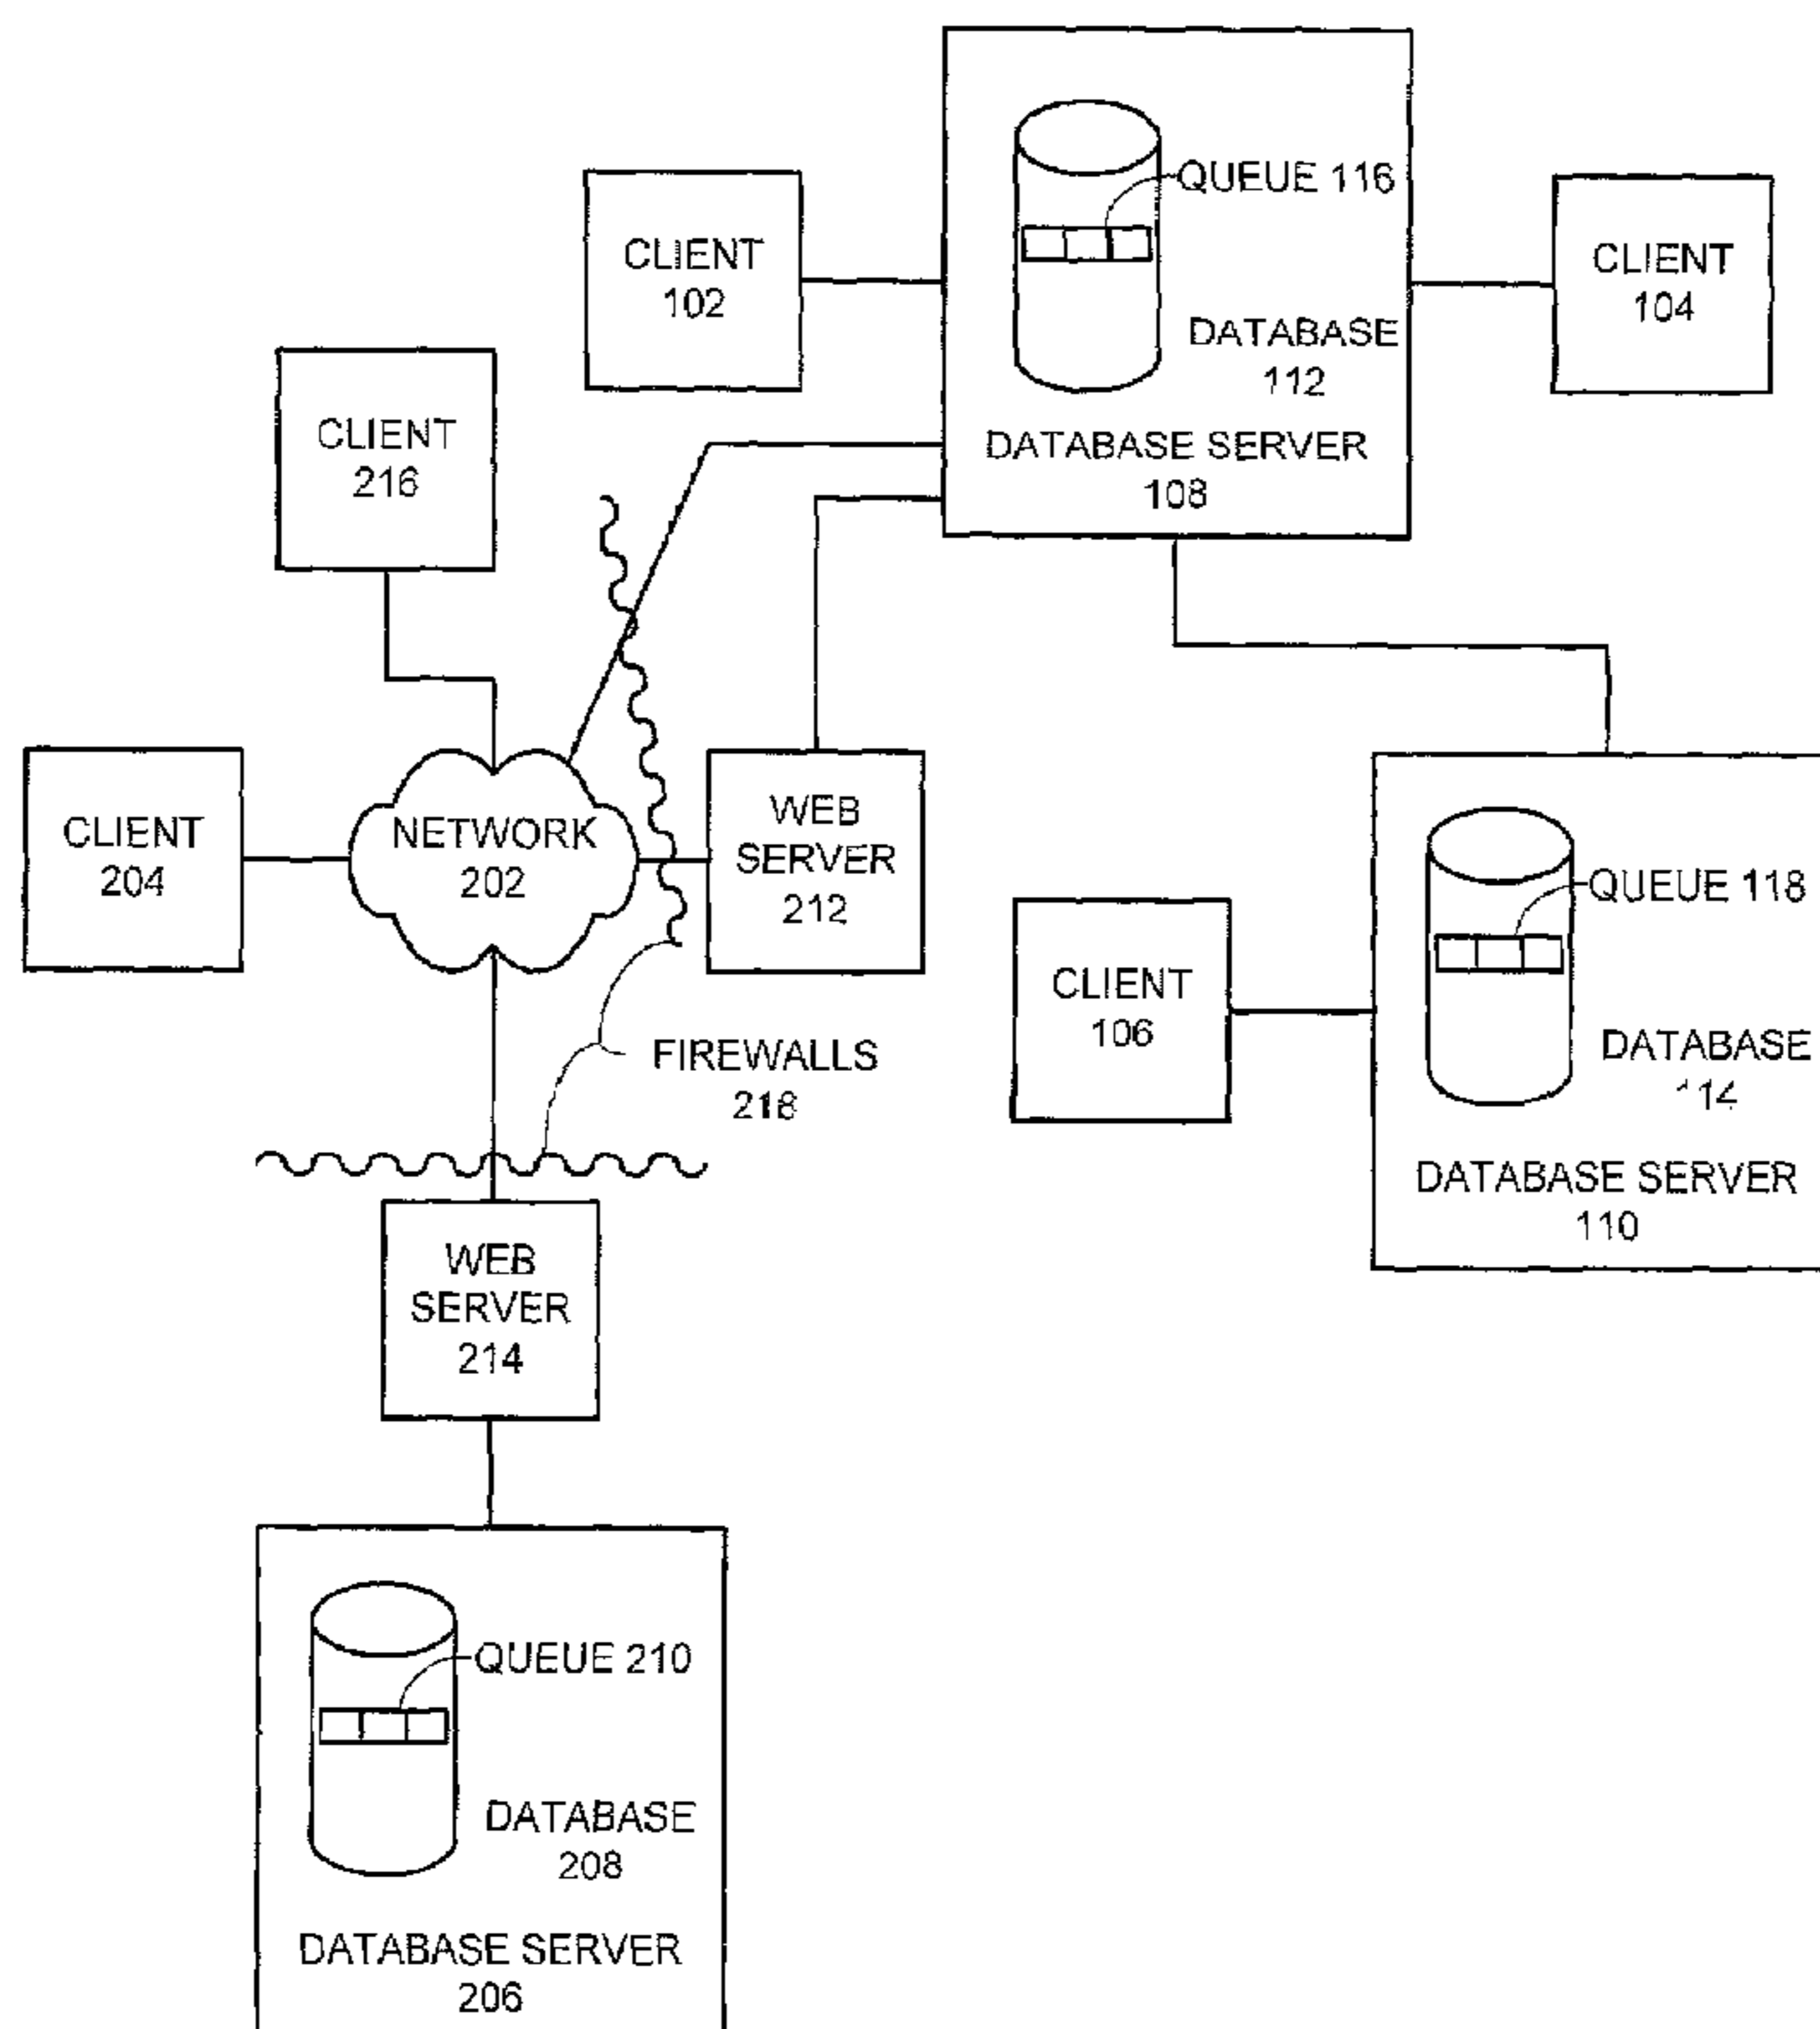 QUEUE 116
CLIENT
102
CLIENT
104
DATABASE
112
DATABASE SERVER
108
CLIENT
216
CLIENT
204
NETWORK
202
WEB
SERVER
212
QUEUE 118
CLIENT
106
DATABASE
114
DATABASE SERVER
110
FIREWALLS
218
WEB
SERVER
214
QUEUE 210
DATABASE
208
DATABASE SERVER
206